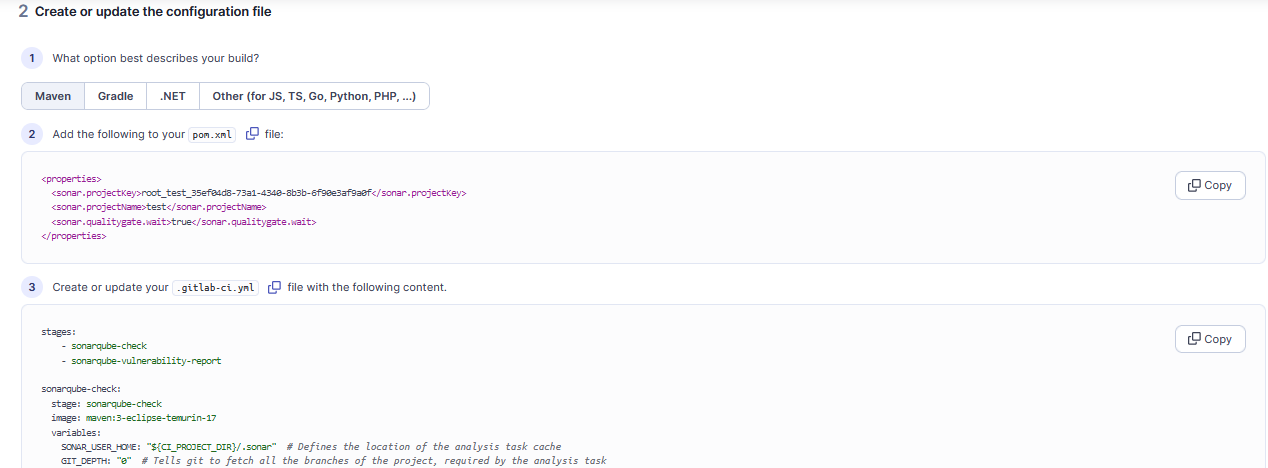 2 Create or update the configuration file
1 What option best describes your build?
Maven Gradle .NET Other (for JS, TS, Go, Python, PHP, ...)
2 Add the following to your pom.xml file:
<properties>
  <sonar.projectKey>root_test_35ef04d8-73a1-4340-8b3b-6f90e3af9a0f</sonar.projectKey>
  <sonar.projectName>test</sonar.projectName>
  <sonar.qualitygate.wait>true</sonar.qualitygate.wait>
</properties>
Copy
3 Create or update your .gitlab-ci.yml file with the following content.
stages:
    - sonarqube-check
    - sonarqube-vulnerability-report
Copy
sonarqube-check:
  stage: sonarqube-check
  image: maven:3-eclipse-temurin-17
  variables:
    SONAR_USER_HOME: "${CI_PROJECT_DIR}/.sonar"  # Defines the location of the analysis task cache
    GIT_DEPTH: "0"  # Tells git to fetch all the branches of the project, required by the analysis task